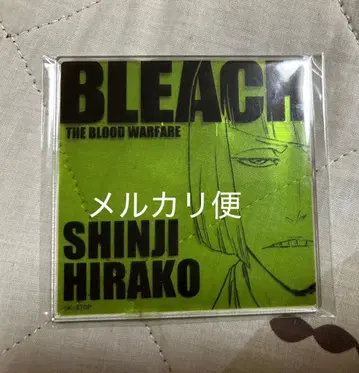 BLEACH
THE BLOOD WARFARE
メルカリ便
SHINJI
HIRAKO